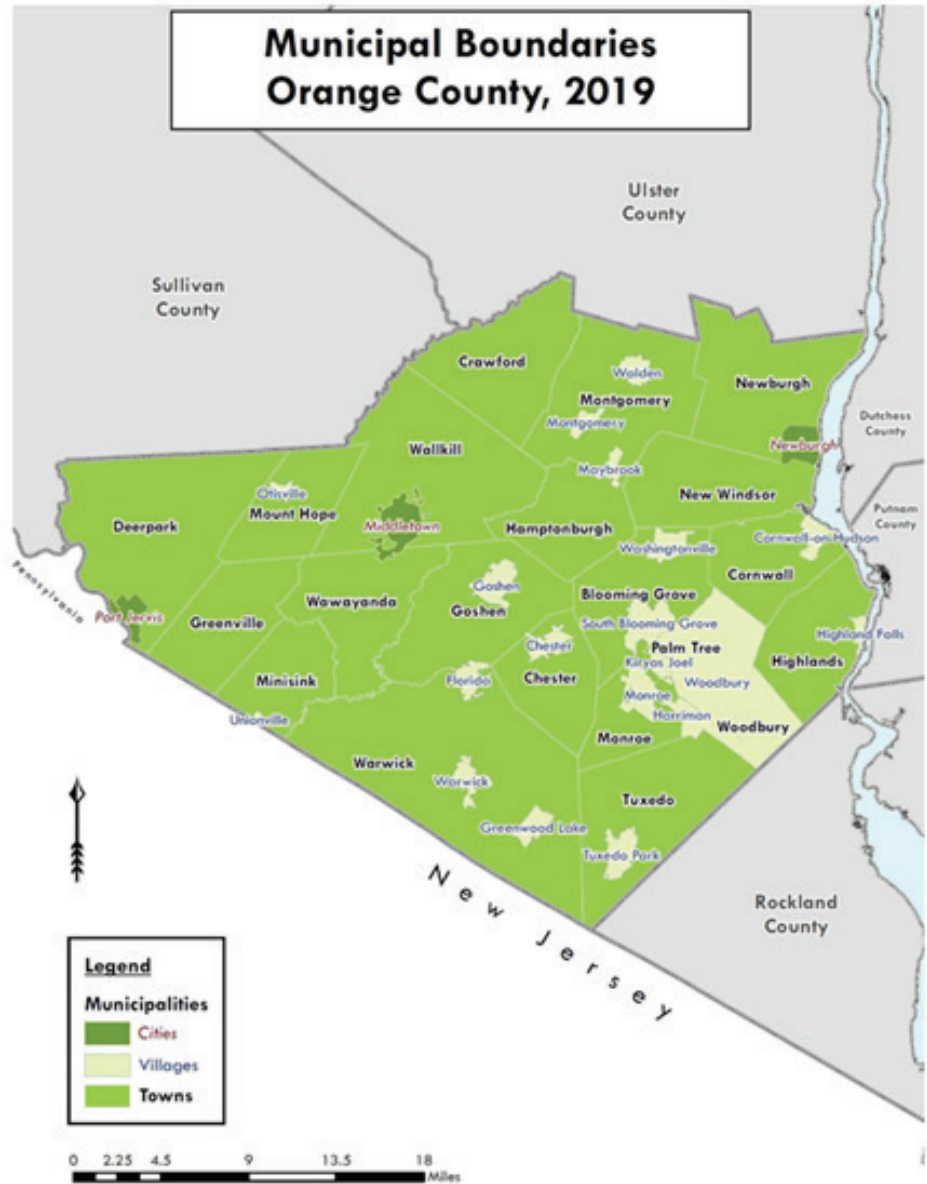 Municipal Boundaries
Orange County, 2019
Ulster
County
Sullivan
County
Crawford
Walden
Newburgh
Montgomery
Dutchess
County
Montgomery
Newburgh
Wallkill
Maybrook
Putnam
County
Otisville
New Windsor
Mount Hope
Deerpark
Middletown
Hamptonburgh
Cornwall-on-Hudson
Washingtonville
Pennsylvania
Cornwall
Goshen
Blooming Grove
Wawayanda
Goshen
Port Jervis
Greenville
South Blooming Grove
Highland Falls
Chester
Palm Tree
Kiryas Joel
Highlands
Minisink
Florida
Chester
Woodbury
Monroe
Harriman
Unionville
Woodbury
Monroe
Warwick
Warwick
Tuxedo
Greenwood Lake
Tuxedo Park
New Jersey
Rockland
County
Legend
Municipalities
Cities
Villages
Towns
0 2.25 4.5 9 13.5 18
Miles